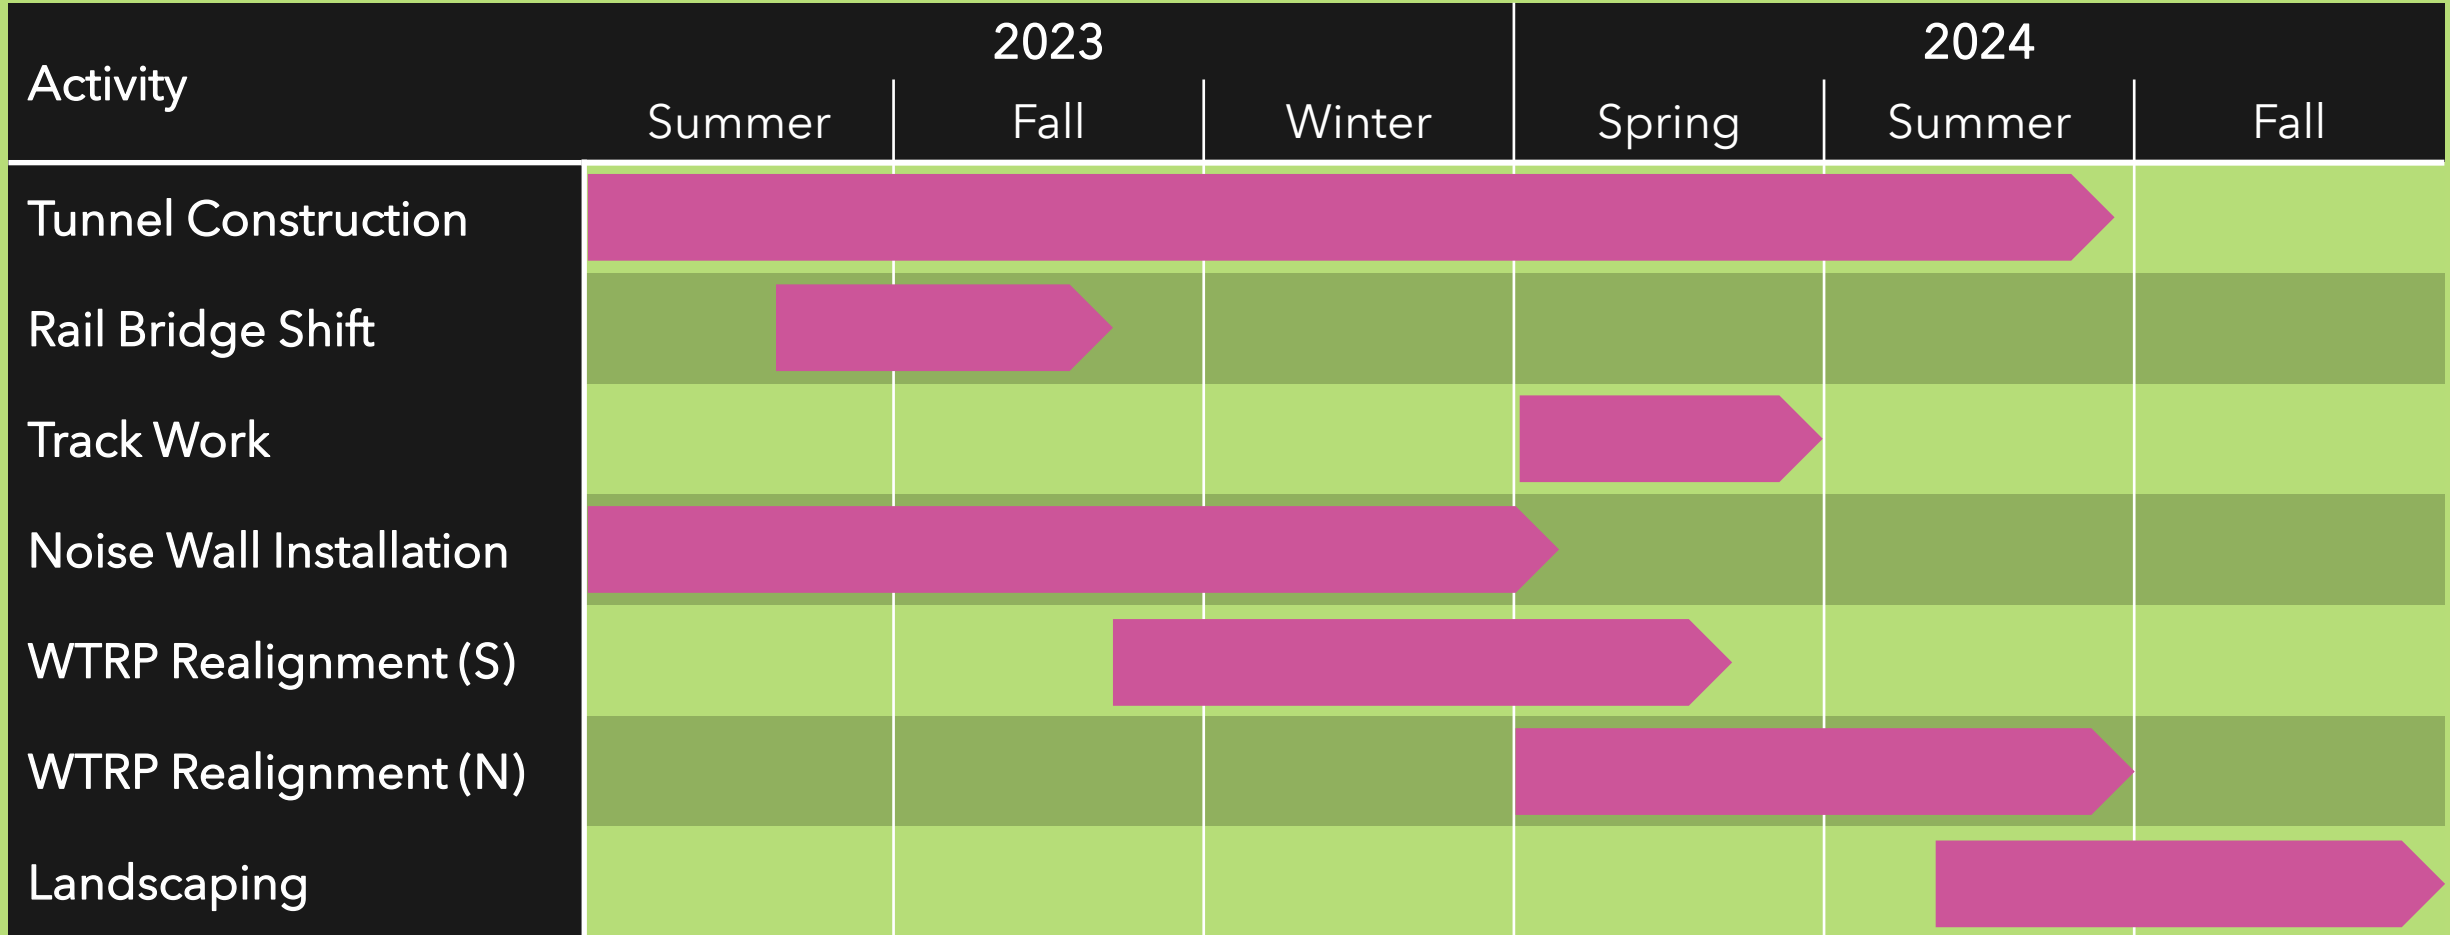 2023
2024
Activity
Summer
Fall
Winter
Spring
Summer
Fall
Tunnel Construction
Rail Bridge Shift
Track Work
Noise Wall Installation
WTRP Realignment (S)
WTRP Realignment (N)
Landscaping